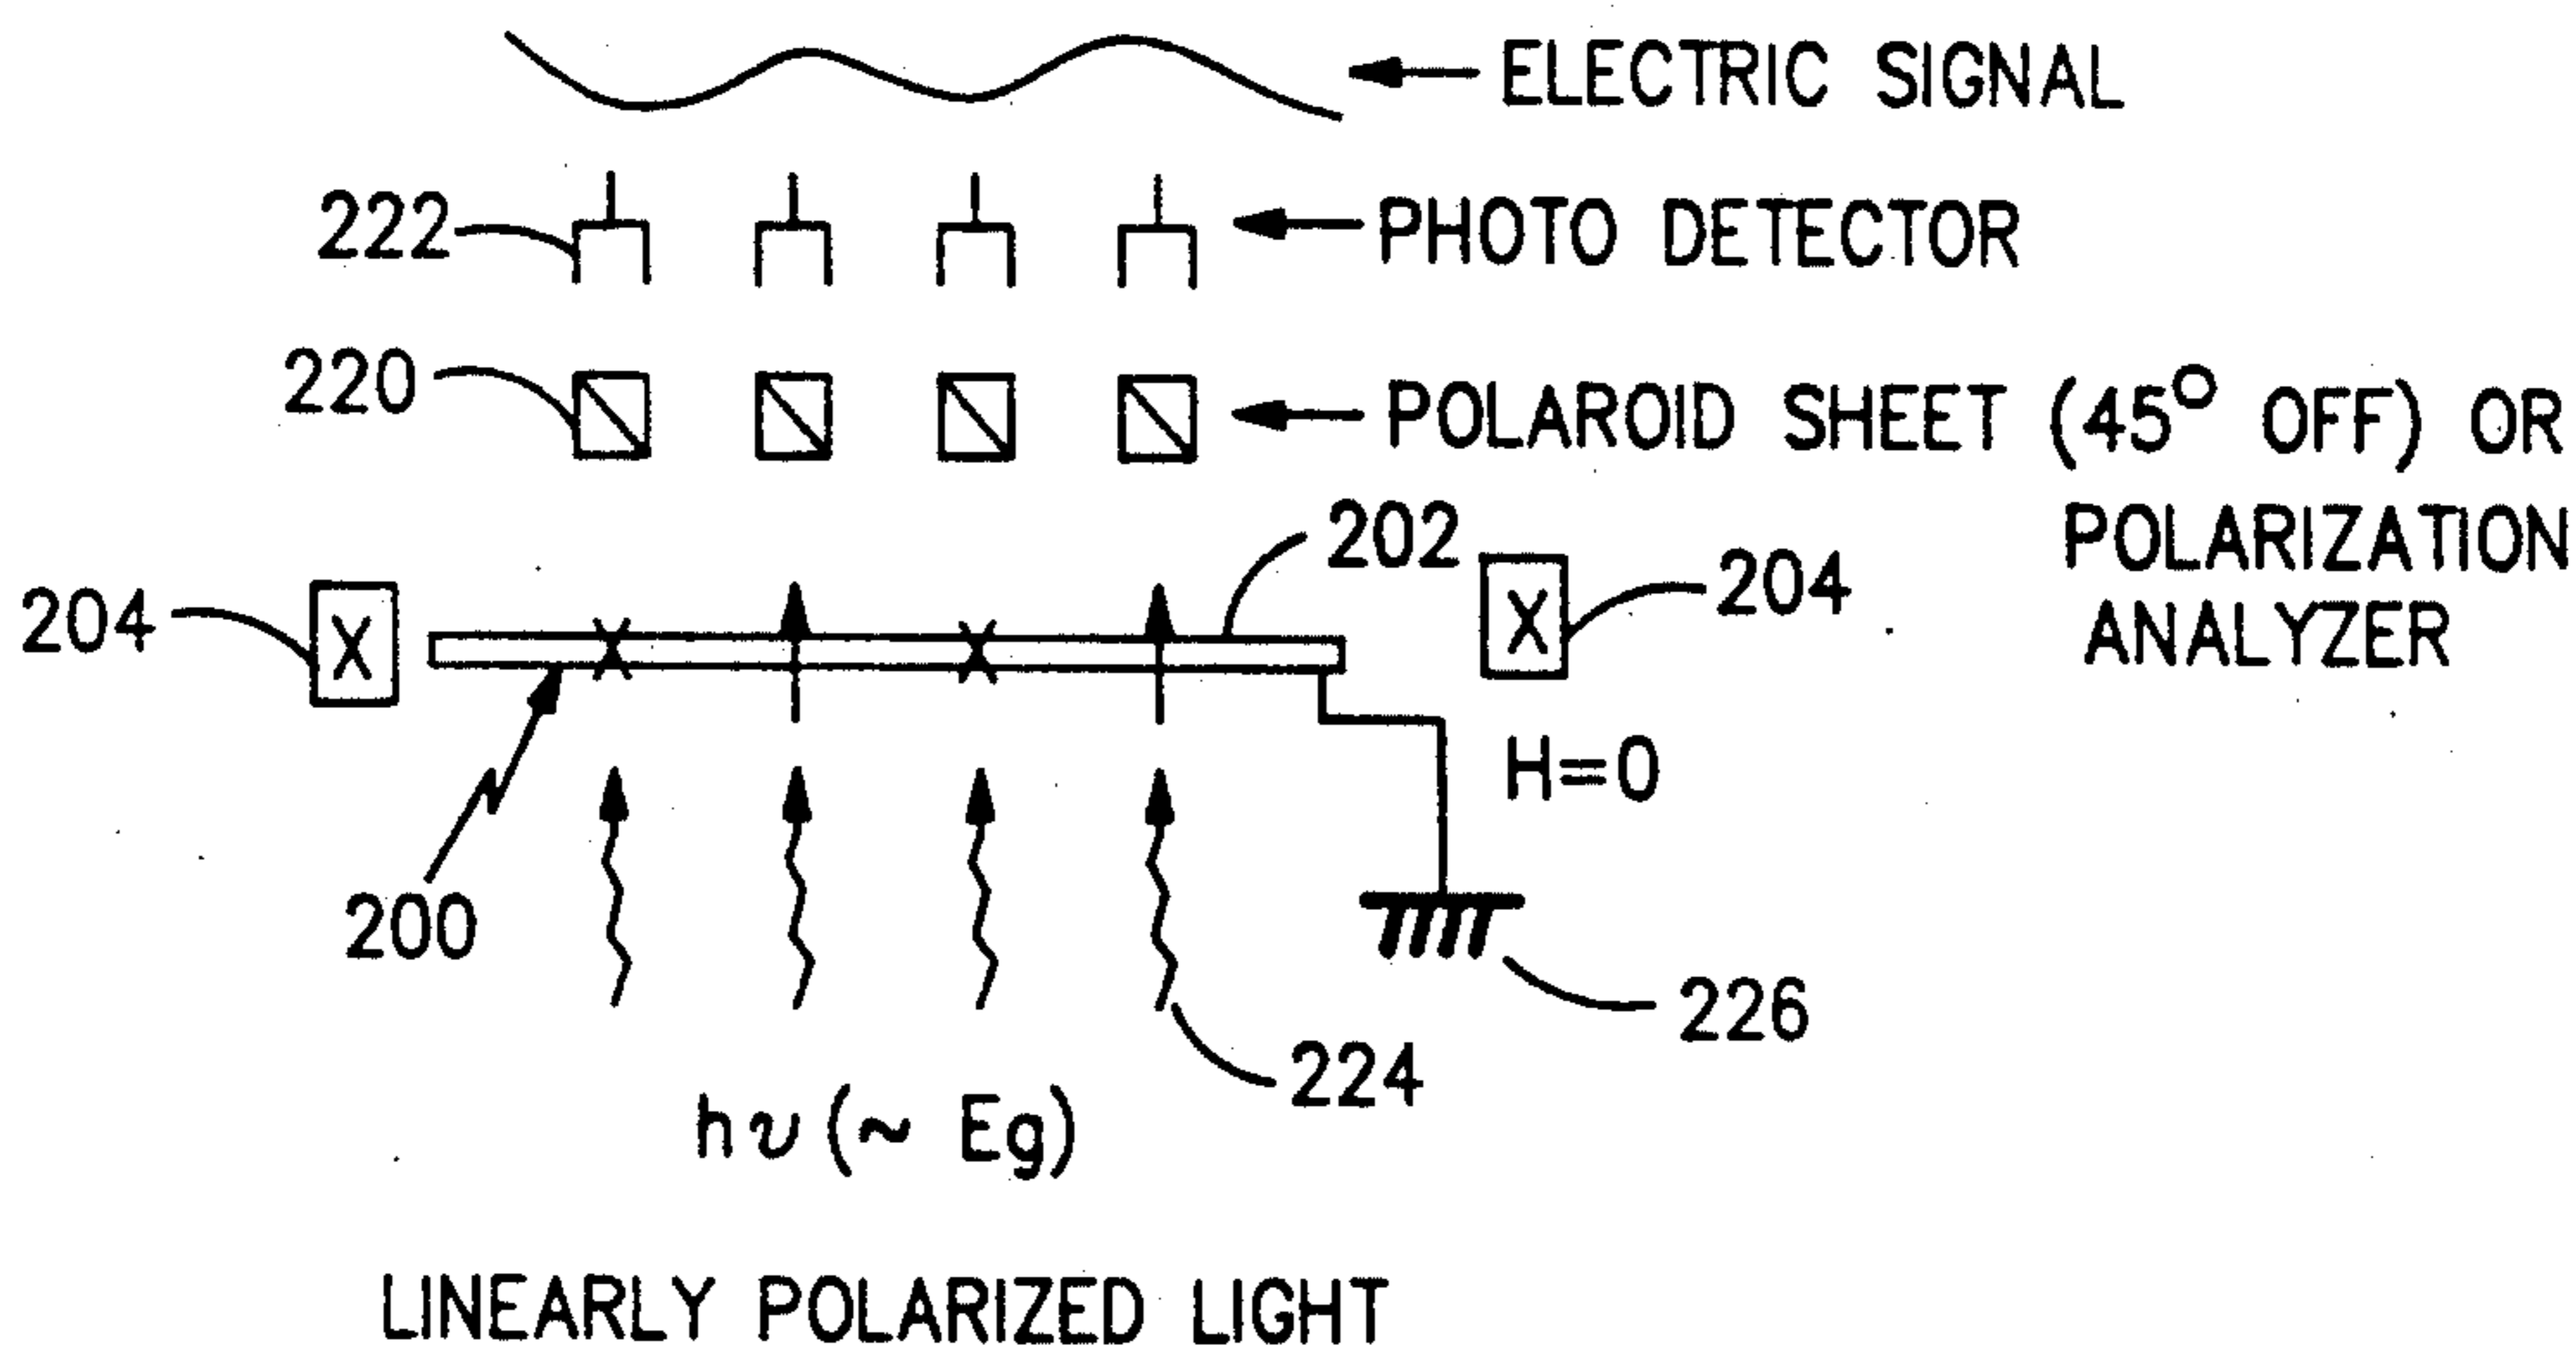 ELECTRIC SIGNAL
222
PHOTO DETECTOR
220
POLAROID SHEET (45° OFF) OR
POLARIZATION
ANALYZER
202
204
X
X
204
H=0
200
226
224
hυ (~ Eg)
LINEARLY POLARIZED LIGHT